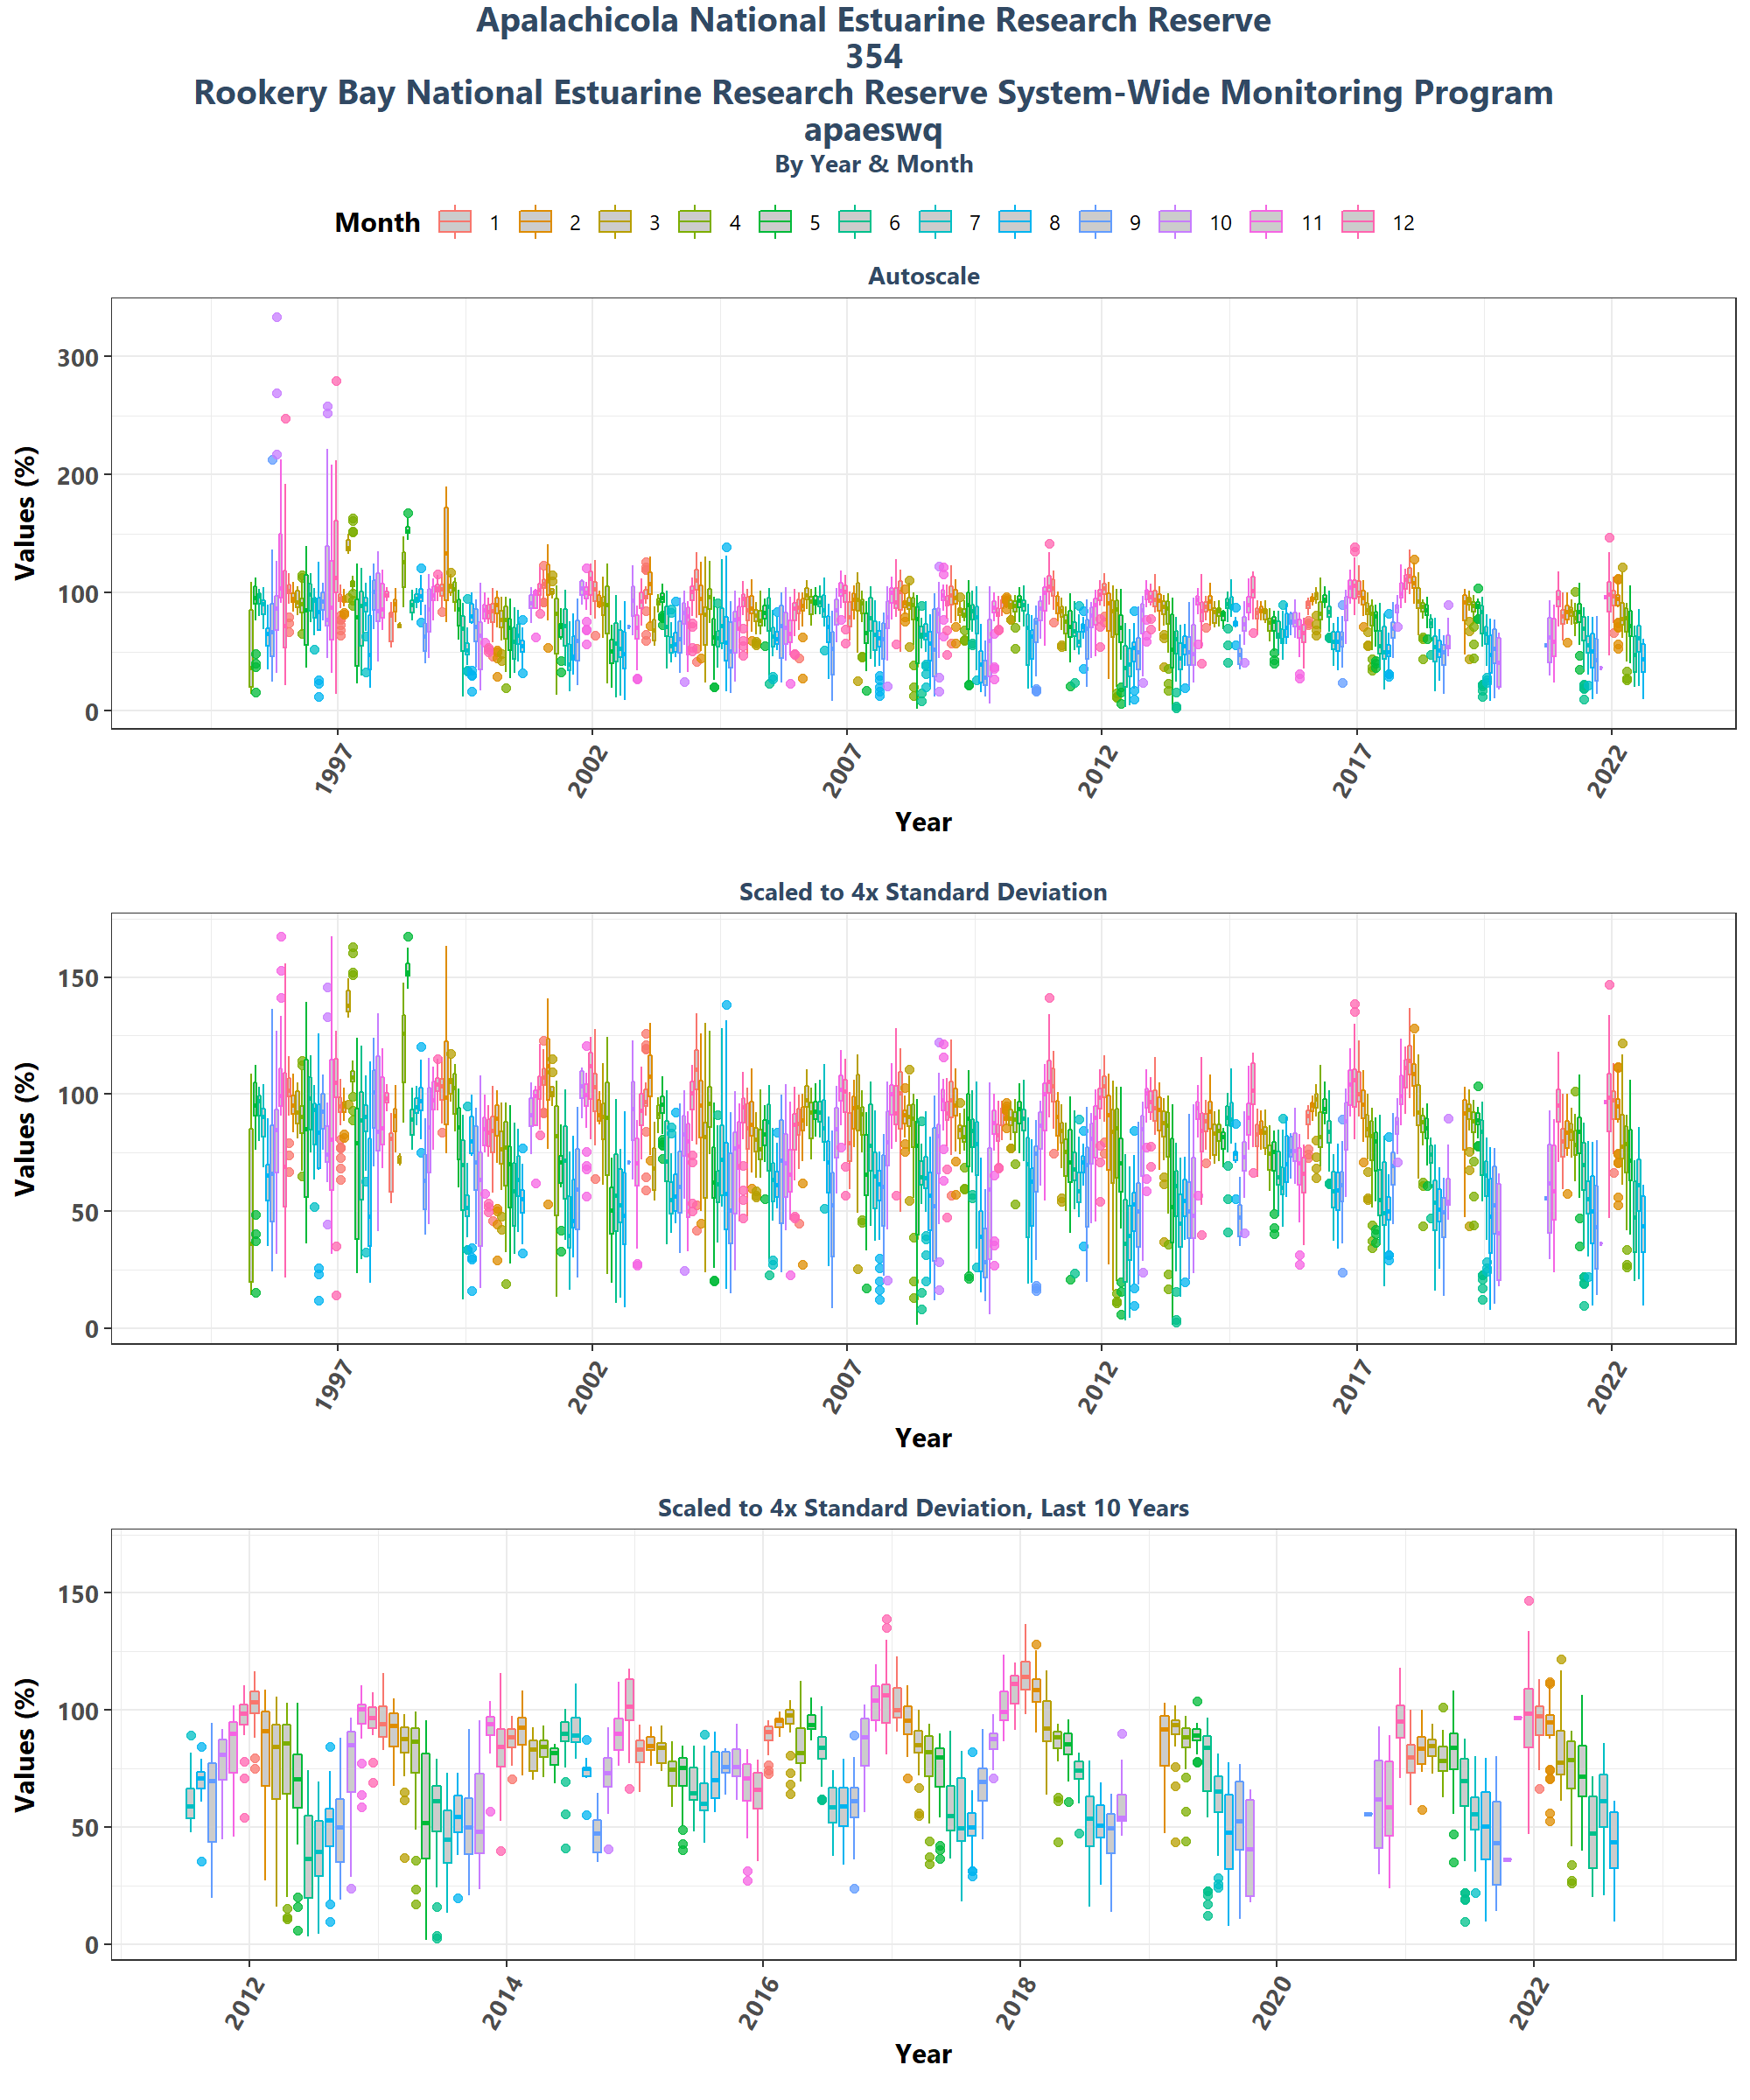 Apalachicola National Estuarine Research Reserve
354
Rookery Bay National Estuarine Research Reserve System-Wide Monitoring Program
apaeswq
By Year & Month
Month 1 2 3 4 5 6 7 8 9 10 11 12
Autoscale
Values (%)
300
200
100
0
1997 2002 2007 2012 2017 2022
Year
Scaled to 4x Standard Deviation
Values (%)
150
100
50
0
1997 2002 2007 2012 2017 2022
Year
Scaled to 4x Standard Deviation, Last 10 Years
Values (%)
150
100
50
0
2012 2014 2016 2018 2020 2022
Year